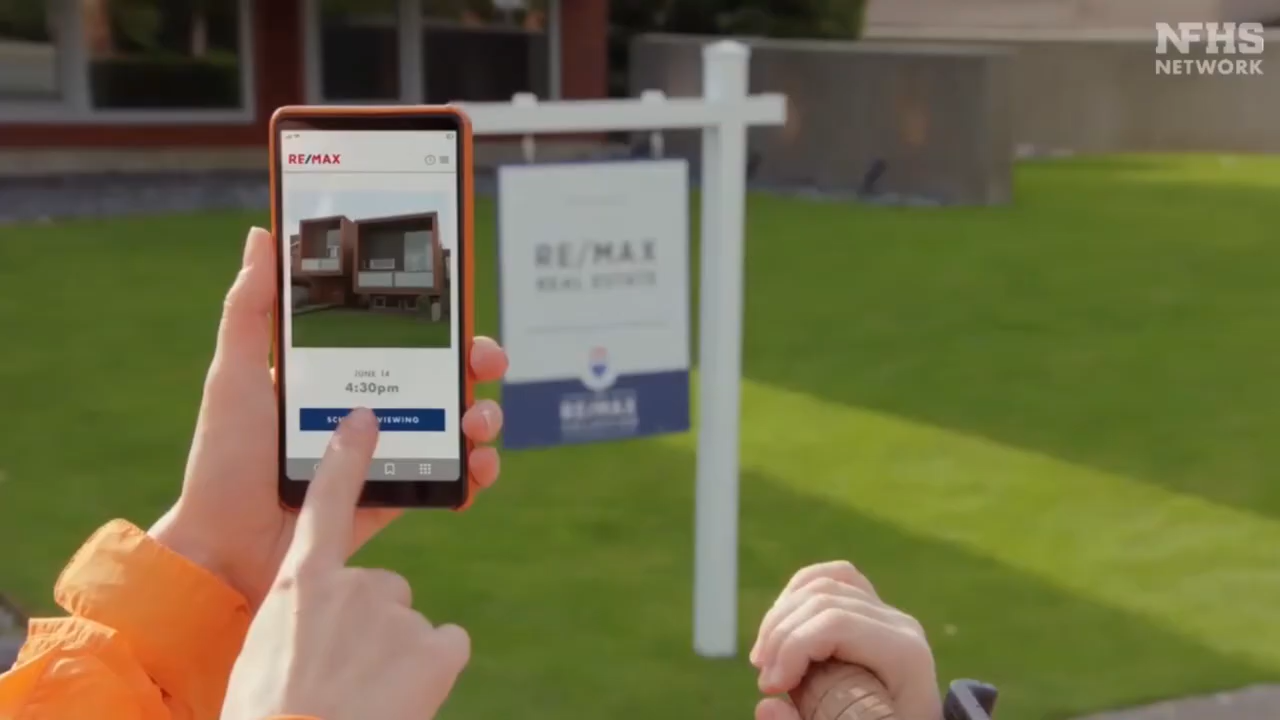 NFHS
NETWORK
RE/MAX
JUNE 14
4:30pm
VIEWING
RE/MAX
REAL ESTATE
RE/MAX